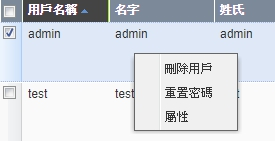 用戶名稱 名字 姓氏
admin admin admin
刪除用戶
test test test
重置密碼
屬性